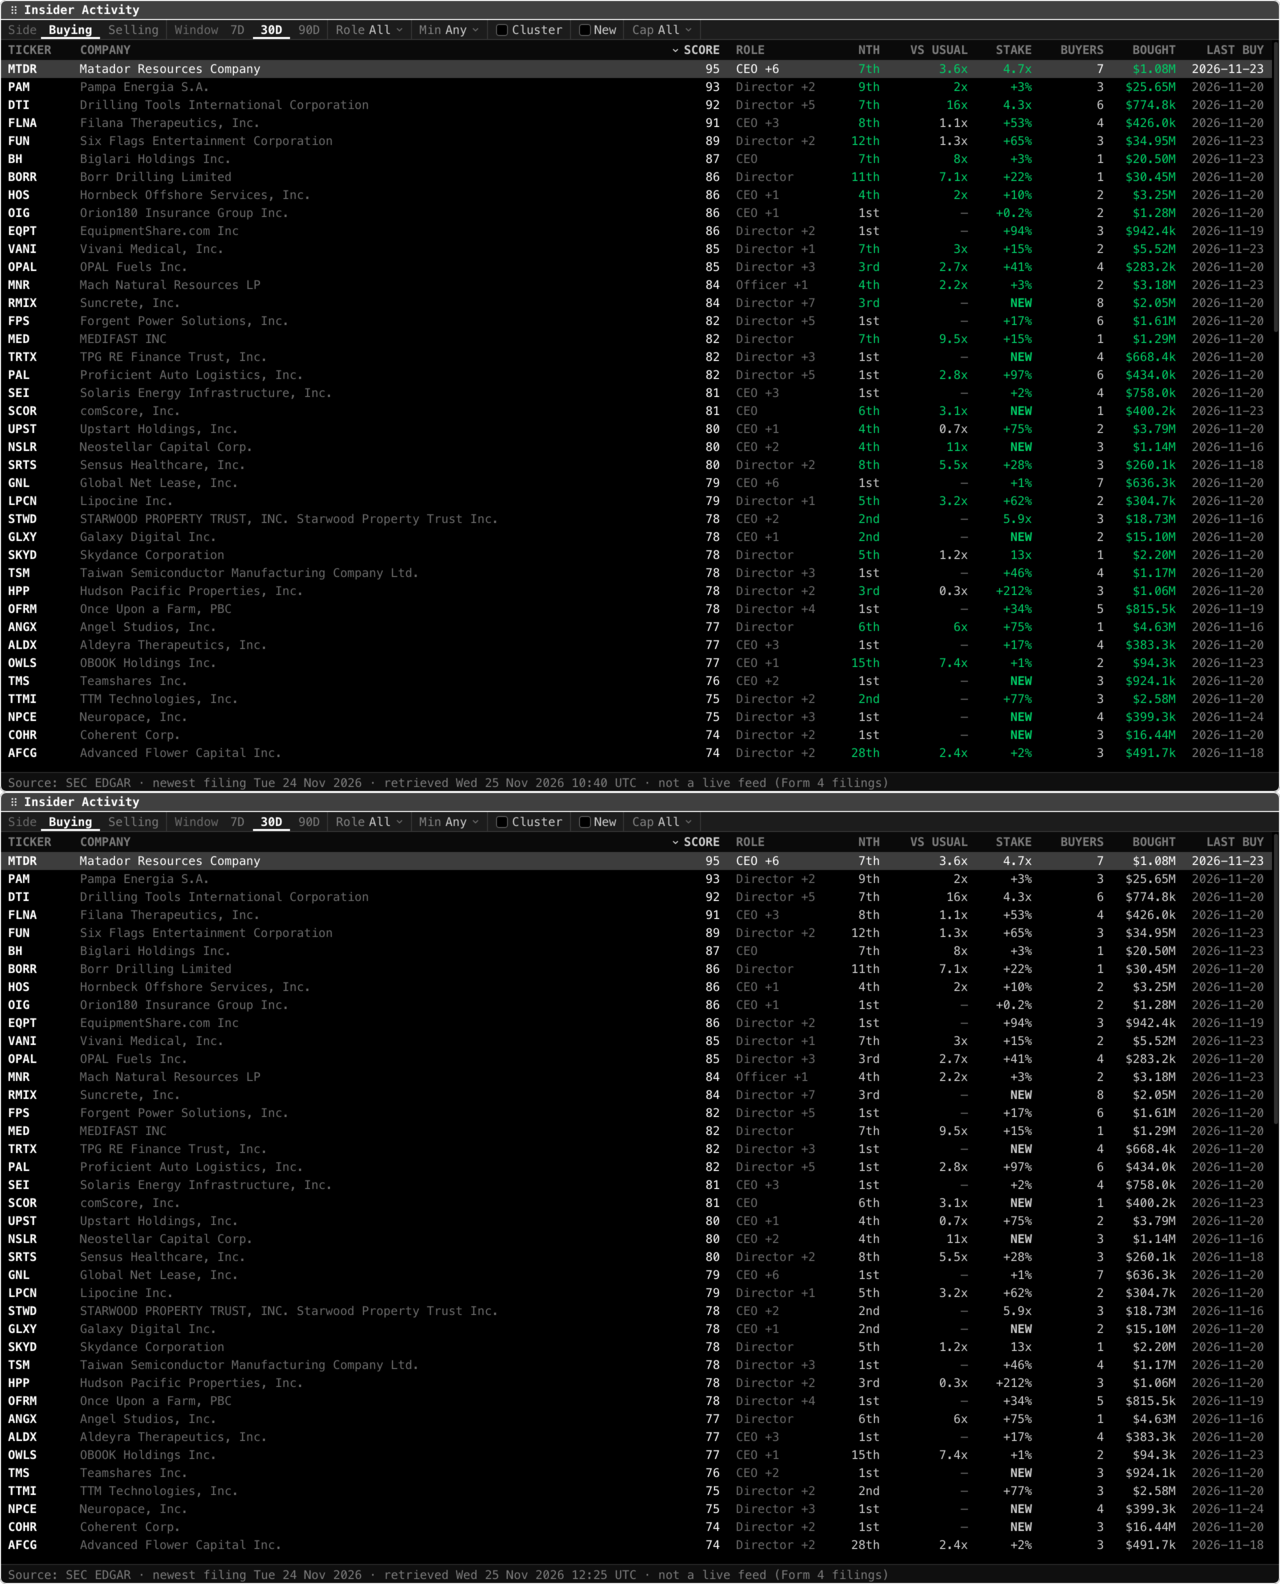 Insider Activity
Side Buying Selling Window 7D 30D 90D Role All Min Any Cluster New Cap All
TICKER COMPANY SCORE ROLE NTH VS USUAL STAKE BUYERS BOUGHT LAST BUY
MTDR Matador Resources Company 95 CEO +6 7th 3.6x 4.7x 7 $1.08M 2026-11-23
PAM Pampa Energía S.A. 93 Director +2 9th 2x +3% 3 $25.65M 2026-11-20
DTI Drilling Tools International Corporation 92 Director +5 7th 16x 4.3x 6 $774.8k 2026-11-20
FLNA Filana Therapeutics, Inc. 91 CEO +3 8th 1.1x +53% 4 $426.0k 2026-11-20
FUN Six Flags Entertainment Corporation 89 Director +2 12th 1.3x +65% 3 $34.95M 2026-11-23
BH Biglari Holdings Inc. 87 CEO 7th 8x +3% 1 $20.50M 2026-11-23
BORR Borr Drilling Limited 86 Director 11th 7.1x +22% 1 $30.45M 2026-11-20
HOS Hornbeck Offshore Services, Inc. 86 CEO +1 4th 2x +10% 2 $3.25M 2026-11-23
OIG Orion180 Insurance Group Inc. 86 CEO +1 1st — +0.2% 2 $1.28M 2026-11-20
EQPT EquipmentShare.com Inc 86 Director +2 1st — +94% 3 $942.4k 2026-11-19
VANI Vivani Medical, Inc. 85 Director +1 7th 3x +15% 2 $5.52M 2026-11-23
OPAL OPAL Fuels Inc. 85 Director +3 3rd 2.7x +41% 4 $283.2k 2026-11-20
MNR Mach Natural Resources LP 84 Officer +1 4th 2.2x +3% 2 $3.18M 2026-11-23
RMIX Suncrete, Inc. 84 Director +7 3rd — NEW 8 $2.05M 2026-11-20
FPS Forgent Power Solutions, Inc. 82 Director +5 1st — +17% 6 $1.61M 2026-11-20
MED MEDIFAST INC 82 Director 7th 9.5x +15% 1 $1.29M 2026-11-20
TRTX TPG RE Finance Trust, Inc. 82 Director +3 1st — NEW 4 $668.4k 2026-11-20
PAL Proficient Auto Logistics, Inc. 82 Director +5 1st 2.8x +97% 6 $434.0k 2026-11-20
SEI Solaris Energy Infrastructure, Inc. 81 CEO +3 1st — +2% 4 $758.0k 2026-11-20
SCOR comScore, Inc. 81 CEO 6th 3.1x NEW 1 $400.2k 2026-11-23
UPST Upstart Holdings, Inc. 80 CEO +1 4th 0.7x +75% 2 $3.79M 2026-11-20
NSLR Neostellar Capital Corp. 80 CEO +2 4th 11x NEW 3 $1.14M 2026-11-16
SRTS Sensus Healthcare, Inc. 80 Director +2 8th 5.5x +28% 3 $260.1k 2026-11-18
GNL Global Net Lease, Inc. 79 CEO +6 1st — +1% 7 $636.3k 2026-11-20
LPCN Lipocine Inc. 79 Director +1 5th 3.2x +62% 2 $304.7k 2026-11-20
STWD STARWOOD PROPERTY TRUST, INC. Starwood Property Trust Inc. 78 CEO +2 2nd — 5.9x 3 $18.73M 2026-11-16
GLXY Galaxy Digital Inc. 78 CEO +1 2nd — NEW 2 $15.10M 2026-11-20
SKYD Skydance Corporation 78 Director 5th 1.2x 13x 1 $2.20M 2026-11-20
TSM Taiwan Semiconductor Manufacturing Company Ltd. 78 Director +3 1st — +46% 4 $1.17M 2026-11-20
HPP Hudson Pacific Properties, Inc. 78 Director +2 3rd 0.3x +212% 3 $1.06M 2026-11-20
OFRM Once Upon a Farm, PBC 78 Director +4 1st — +34% 5 $815.5k 2026-11-19
ANGX Angel Studios, Inc. 77 Director 6th 6x +75% 1 $4.63M 2026-11-16
ALDX Aldeyra Therapeutics, Inc. 77 CEO +3 1st — +17% 4 $383.3k 2026-11-20
OWLS OBOOK Holdings Inc. 77 CEO +1 15th 7.4x +1% 2 $94.3k 2026-11-23
TMS Teamshares Inc. 76 CEO +2 1st — NEW 3 $924.1k 2026-11-20
TTMI TTM Technologies, Inc. 75 Director +2 2nd — +77% 3 $2.58M 2026-11-20
NPCE Neuropace, Inc. 75 Director +3 1st — NEW 4 $399.3k 2026-11-24
COHR Coherent Corp. 74 Director +2 1st — NEW 3 $16.44M 2026-11-20
AFCG Advanced Flower Capital Inc. 74 Director +2 28th 2.4x +2% 3 $491.7k 2026-11-18
Source: SEC EDGAR · newest filing Tue 24 Nov 2026 · retrieved Wed 25 Nov 2026 10:40 UTC · not a live feed (Form 4 filings)
Insider Activity
Side Buying Selling Window 7D 30D 90D Role All Min Any Cluster New Cap All
TICKER COMPANY SCORE ROLE NTH VS USUAL STAKE BUYERS BOUGHT LAST BUY
MTDR Matador Resources Company 95 CEO +6 7th 3.6x 4.7x 7 $1.08M 2026-11-23
PAM Pampa Energía S.A. 93 Director +2 9th 2x +3% 3 $25.65M 2026-11-20
DTI Drilling Tools International Corporation 92 Director +5 7th 16x 4.3x 6 $774.8k 2026-11-20
FLNA Filana Therapeutics, Inc. 91 CEO +3 8th 1.1x +53% 4 $426.0k 2026-11-20
FUN Six Flags Entertainment Corporation 89 Director +2 12th 1.3x +65% 3 $34.95M 2026-11-23
BH Biglari Holdings Inc. 87 CEO 7th 8x +3% 1 $20.50M 2026-11-23
BORR Borr Drilling Limited 86 Director 11th 7.1x +22% 1 $30.45M 2026-11-20
HOS Hornbeck Offshore Services, Inc. 86 CEO +1 4th 2x +10% 2 $3.25M 2026-11-23
OIG Orion180 Insurance Group Inc. 86 CEO +1 1st — +0.2% 2 $1.28M 2026-11-20
EQPT EquipmentShare.com Inc 86 Director +2 1st — +94% 3 $942.4k 2026-11-19
VANI Vivani Medical, Inc. 85 Director +1 7th 3x +15% 2 $5.52M 2026-11-23
OPAL OPAL Fuels Inc. 85 Director +3 3rd 2.7x +41% 4 $283.2k 2026-11-20
MNR Mach Natural Resources LP 84 Officer +1 4th 2.2x +3% 2 $3.18M 2026-11-23
RMIX Suncrete, Inc. 84 Director +7 3rd — NEW 8 $2.05M 2026-11-20
FPS Forgent Power Solutions, Inc. 82 Director +5 1st — +17% 6 $1.61M 2026-11-20
MED MEDIFAST INC 82 Director 7th 9.5x +15% 1 $1.29M 2026-11-20
TRTX TPG RE Finance Trust, Inc. 82 Director +3 1st — NEW 4 $668.4k 2026-11-20
PAL Proficient Auto Logistics, Inc. 82 Director +5 1st 2.8x +97% 6 $434.0k 2026-11-20
SEI Solaris Energy Infrastructure, Inc. 81 CEO +3 1st — +2% 4 $758.0k 2026-11-20
SCOR comScore, Inc. 81 CEO 6th 3.1x NEW 1 $400.2k 2026-11-23
UPST Upstart Holdings, Inc. 80 CEO +1 4th 0.7x +75% 2 $3.79M 2026-11-20
NSLR Neostellar Capital Corp. 80 CEO +2 4th 11x NEW 3 $1.14M 2026-11-16
SRTS Sensus Healthcare, Inc. 80 Director +2 8th 5.5x +28% 3 $260.1k 2026-11-18
GNL Global Net Lease, Inc. 79 CEO +6 1st — +1% 7 $636.3k 2026-11-20
LPCN Lipocine Inc. 79 Director +1 5th 3.2x +62% 2 $304.7k 2026-11-20
STWD STARWOOD PROPERTY TRUST, INC. Starwood Property Trust Inc. 78 CEO +2 2nd — 5.9x 3 $18.73M 2026-11-16
GLXY Galaxy Digital Inc. 78 CEO +1 2nd — NEW 2 $15.10M 2026-11-20
SKYD Skydance Corporation 78 Director 5th 1.2x 13x 1 $2.20M 2026-11-20
TSM Taiwan Semiconductor Manufacturing Company Ltd. 78 Director +3 1st — +46% 4 $1.17M 2026-11-20
HPP Hudson Pacific Properties, Inc. 78 Director +2 3rd 0.3x +212% 3 $1.06M 2026-11-20
OFRM Once Upon a Farm, PBC 78 Director +4 1st — +34% 5 $815.5k 2026-11-19
ANGX Angel Studios, Inc. 77 Director 6th 6x +75% 1 $4.63M 2026-11-16
ALDX Aldeyra Therapeutics, Inc. 77 CEO +3 1st — +17% 4 $383.3k 2026-11-20
OWLS OBOOK Holdings Inc. 77 CEO +1 15th 7.4x +1% 2 $94.3k 2026-11-23
TMS Teamshares Inc. 76 CEO +2 1st — NEW 3 $924.1k 2026-11-20
TTMI TTM Technologies, Inc. 75 Director +2 2nd — +77% 3 $2.58M 2026-11-20
NPCE Neuropace, Inc. 75 Director +3 1st — NEW 4 $399.3k 2026-11-24
COHR Coherent Corp. 74 Director +2 1st — NEW 3 $16.44M 2026-11-20
AFCG Advanced Flower Capital Inc. 74 Director +2 28th 2.4x +2% 3 $491.7k 2026-11-18
Source: SEC EDGAR · newest filing Tue 24 Nov 2026 · retrieved Wed 25 Nov 2026 12:25 UTC · not a live feed (Form 4 filings)